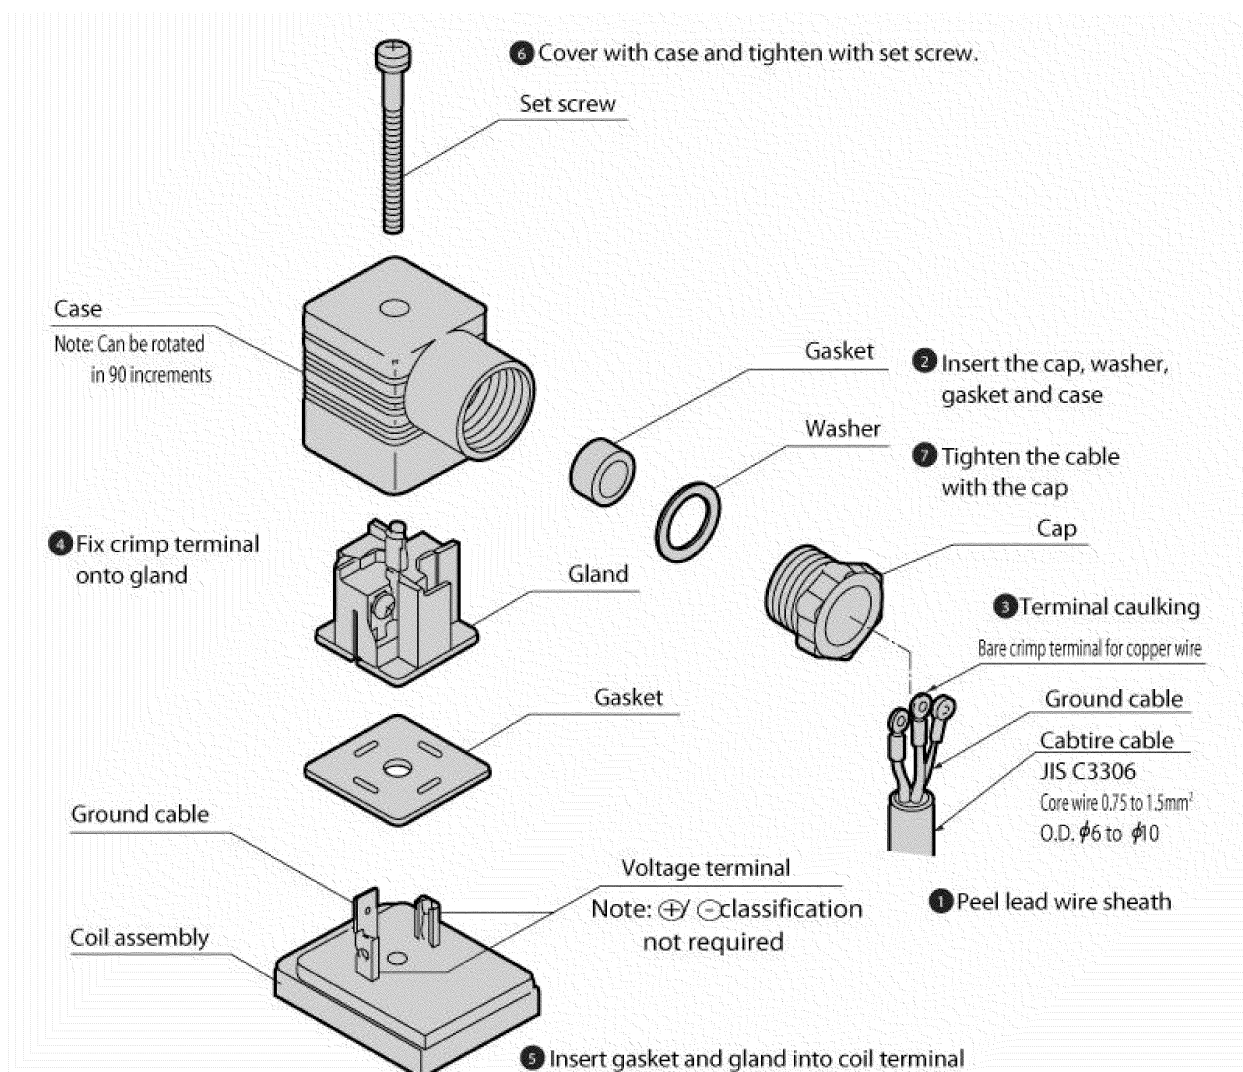 ❻ Cover with case and tighten with set screw.
Set screw
Case
Note: Can be rotated
in 90 increments
Gasket
❷ Insert the cap, washer,
gasket and case
Washer
❼ Tighten the cable
with the cap
Cap
❹ Fix crimp terminal
onto gland
Gland
❸ Terminal caulking
Bare crimp terminal for copper wire
Gasket
Ground cable
Cabtire cable
JIS C3306
Core wire 0.75 to 1.5mm²
O.D. ϕ6 to ϕ10
Ground cable
Voltage terminal
Note: ⊕/ ⊖classification
not required
❶ Peel lead wire sheath
Coil assembly
❺ Insert gasket and gland into coil terminal